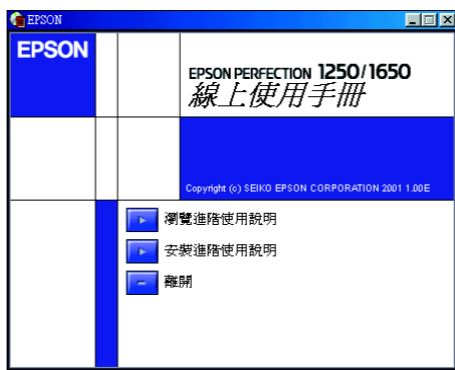 EPSON
EPSON
EPSON PERFECTION 1250/1650
線上使用手冊
Copyright (c) SEIKO EPSON CORPORATION 2001 1.00E
瀏覽進階使用說明
安裝進階使用說明
離開